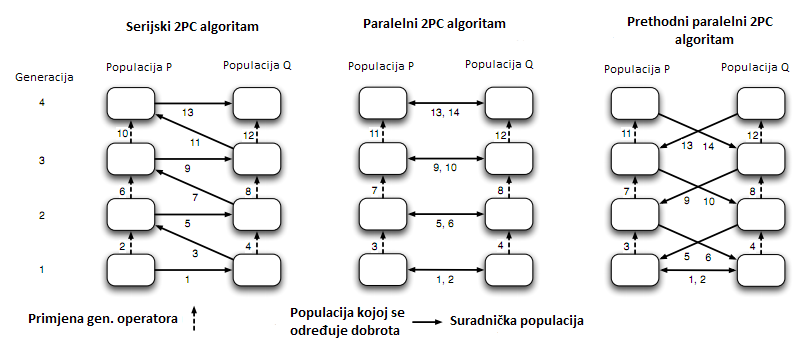 Serijski 2PC algoritam
Paralelni 2PC algoritam
Prethodni paralelni 2PC
algoritam
Generacija
Populacija P
Populacija Q
Populacija P
Populacija Q
Populacija P
Populacija Q
4
13
13, 14
13 14
10
11
12
11
12
11
12
3
9
9, 10
6
7
8
7
8
7
9
10
8
2
5
5, 6
2
3
4
3
4
3
5
6
4
1
1
1, 2
1, 2
Primjena gen. operatora
Populacija kojoj se
određuje dobrota
Suradnička populacija